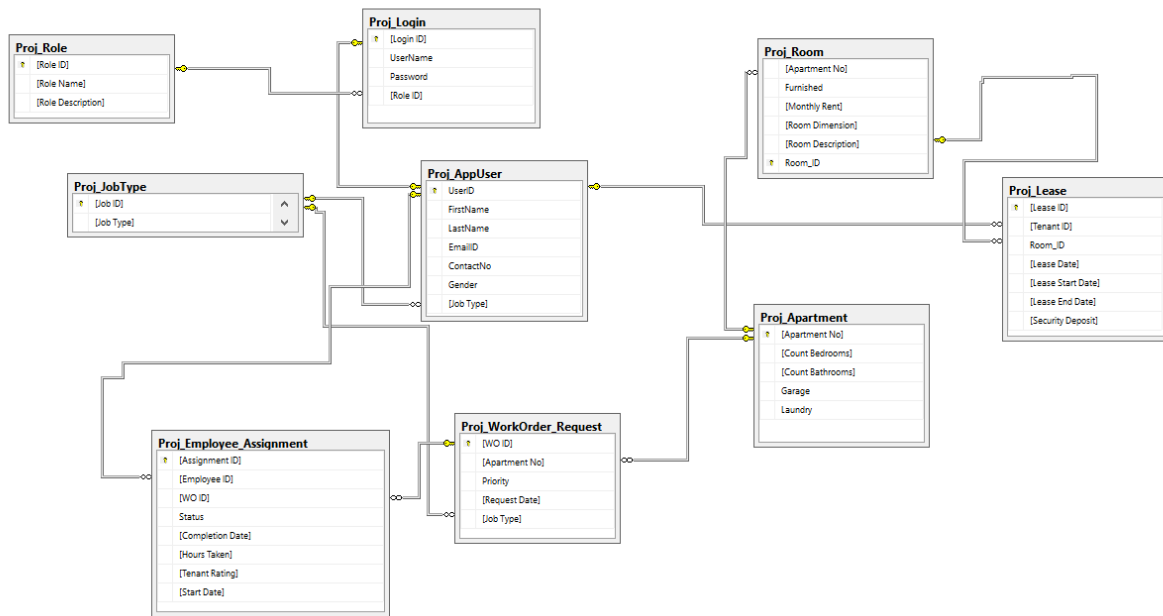 Proj_Role
[Role ID]
[Role Name]
[Role Description]
Proj_Login
[Login ID]
UserName
Password
[Role ID]
Proj_Room
[Apartment No]
Furnished
[Monthly Rent]
[Room Dimension]
[Room Description]
Room_ID
Proj_JobType
[Job ID]
[Job Type]
Proj_AppUser
UserID
FirstName
LastName
EmailID
ContactNo
Gender
[Job Type]
Proj_Lease
[Lease ID]
[Tenant ID]
Room_ID
[Lease Date]
[Lease Start Date]
[Lease End Date]
[Security Deposit]
Proj_Apartment
[Apartment No]
[Count Bedrooms]
[Count Bathrooms]
Garage
Laundry
Proj_Employee_Assignment
[Assignment ID]
[Employee ID]
[WO ID]
Status
[Completion Date]
[Hours Taken]
[Tenant Rating]
[Start Date]
Proj_WorkOrder_Request
[WO ID]
[Apartment No]
Priority
[Request Date]
[Job Type]